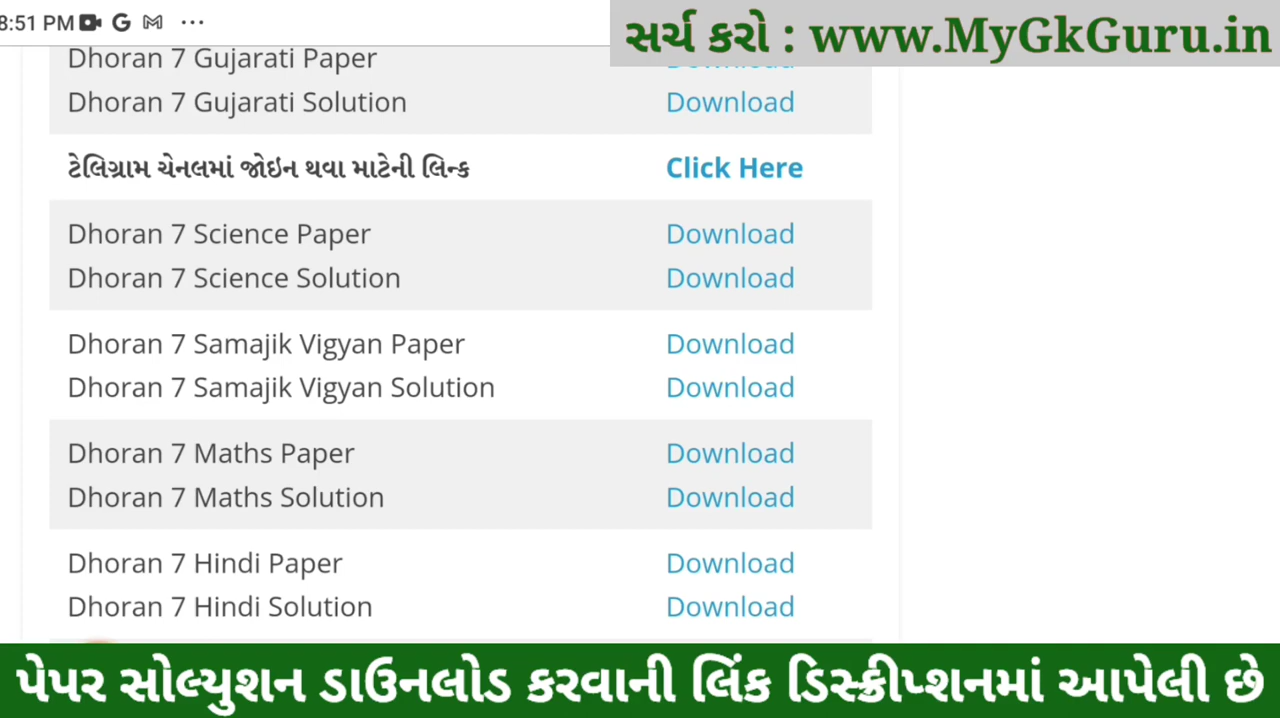 8:51 PM
સર્ચ કરો : www.MyGkGuru.in
Dhoran 7 Gujarati Paper Download
Dhoran 7 Gujarati Solution Download
ટેલિગ્રામ ચેનલમાં જોઇન થવા માટેની લિન્ક Click Here
Dhoran 7 Science Paper Download
Dhoran 7 Science Solution Download
Dhoran 7 Samajik Vigyan Paper Download
Dhoran 7 Samajik Vigyan Solution Download
Dhoran 7 Maths Paper Download
Dhoran 7 Maths Solution Download
Dhoran 7 Hindi Paper Download
Dhoran 7 Hindi Solution Download
પેપર સોલ્યુશન ડાઉનલોડ કરવાની લિંક ડિસ્ક્રીપ્શનમાં આપેલી છે